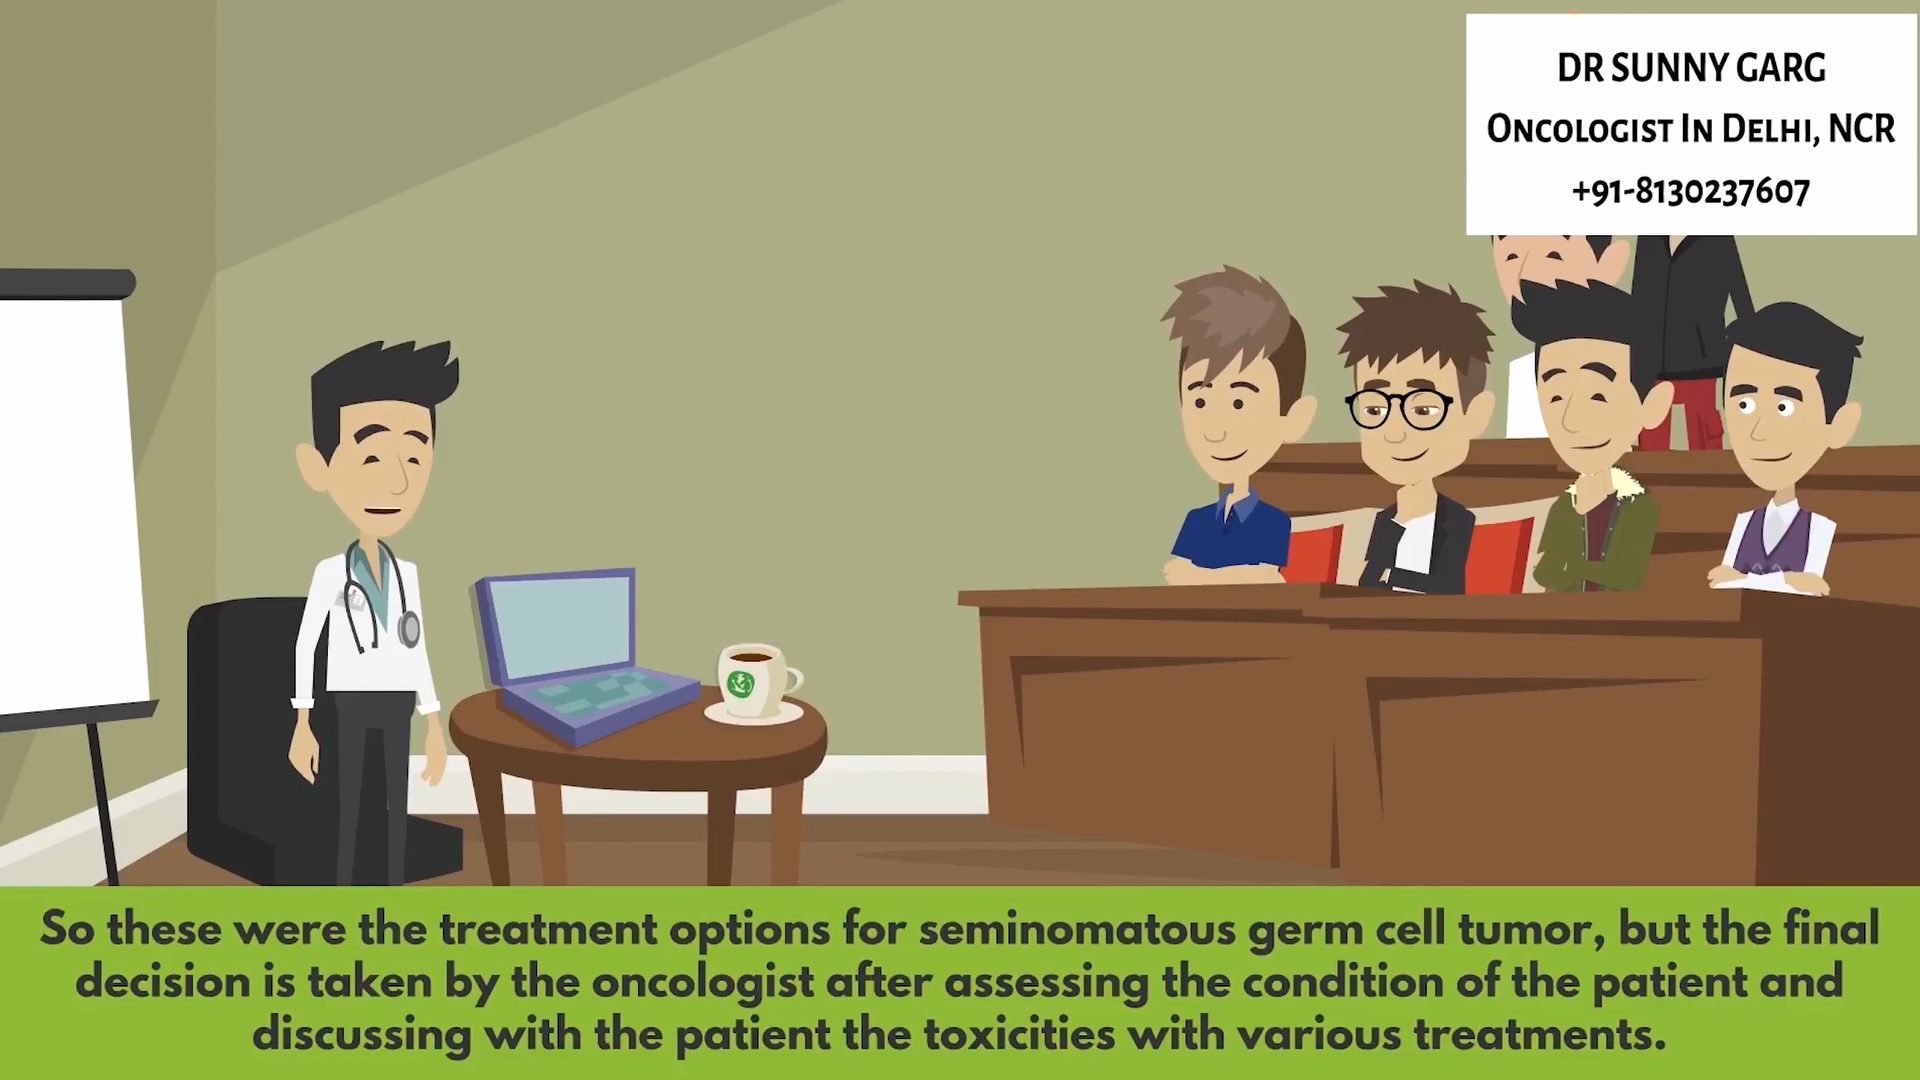 DR SUNNY GARG
ONCOLOGIST IN DELHI, NCR
+91-8130237607
So these were the treatment options for seminomatous germ cell tumor, but the final
decision is taken by the oncologist after assessing the condition of the patient and
discussing with the patient the toxicities with various treatments.